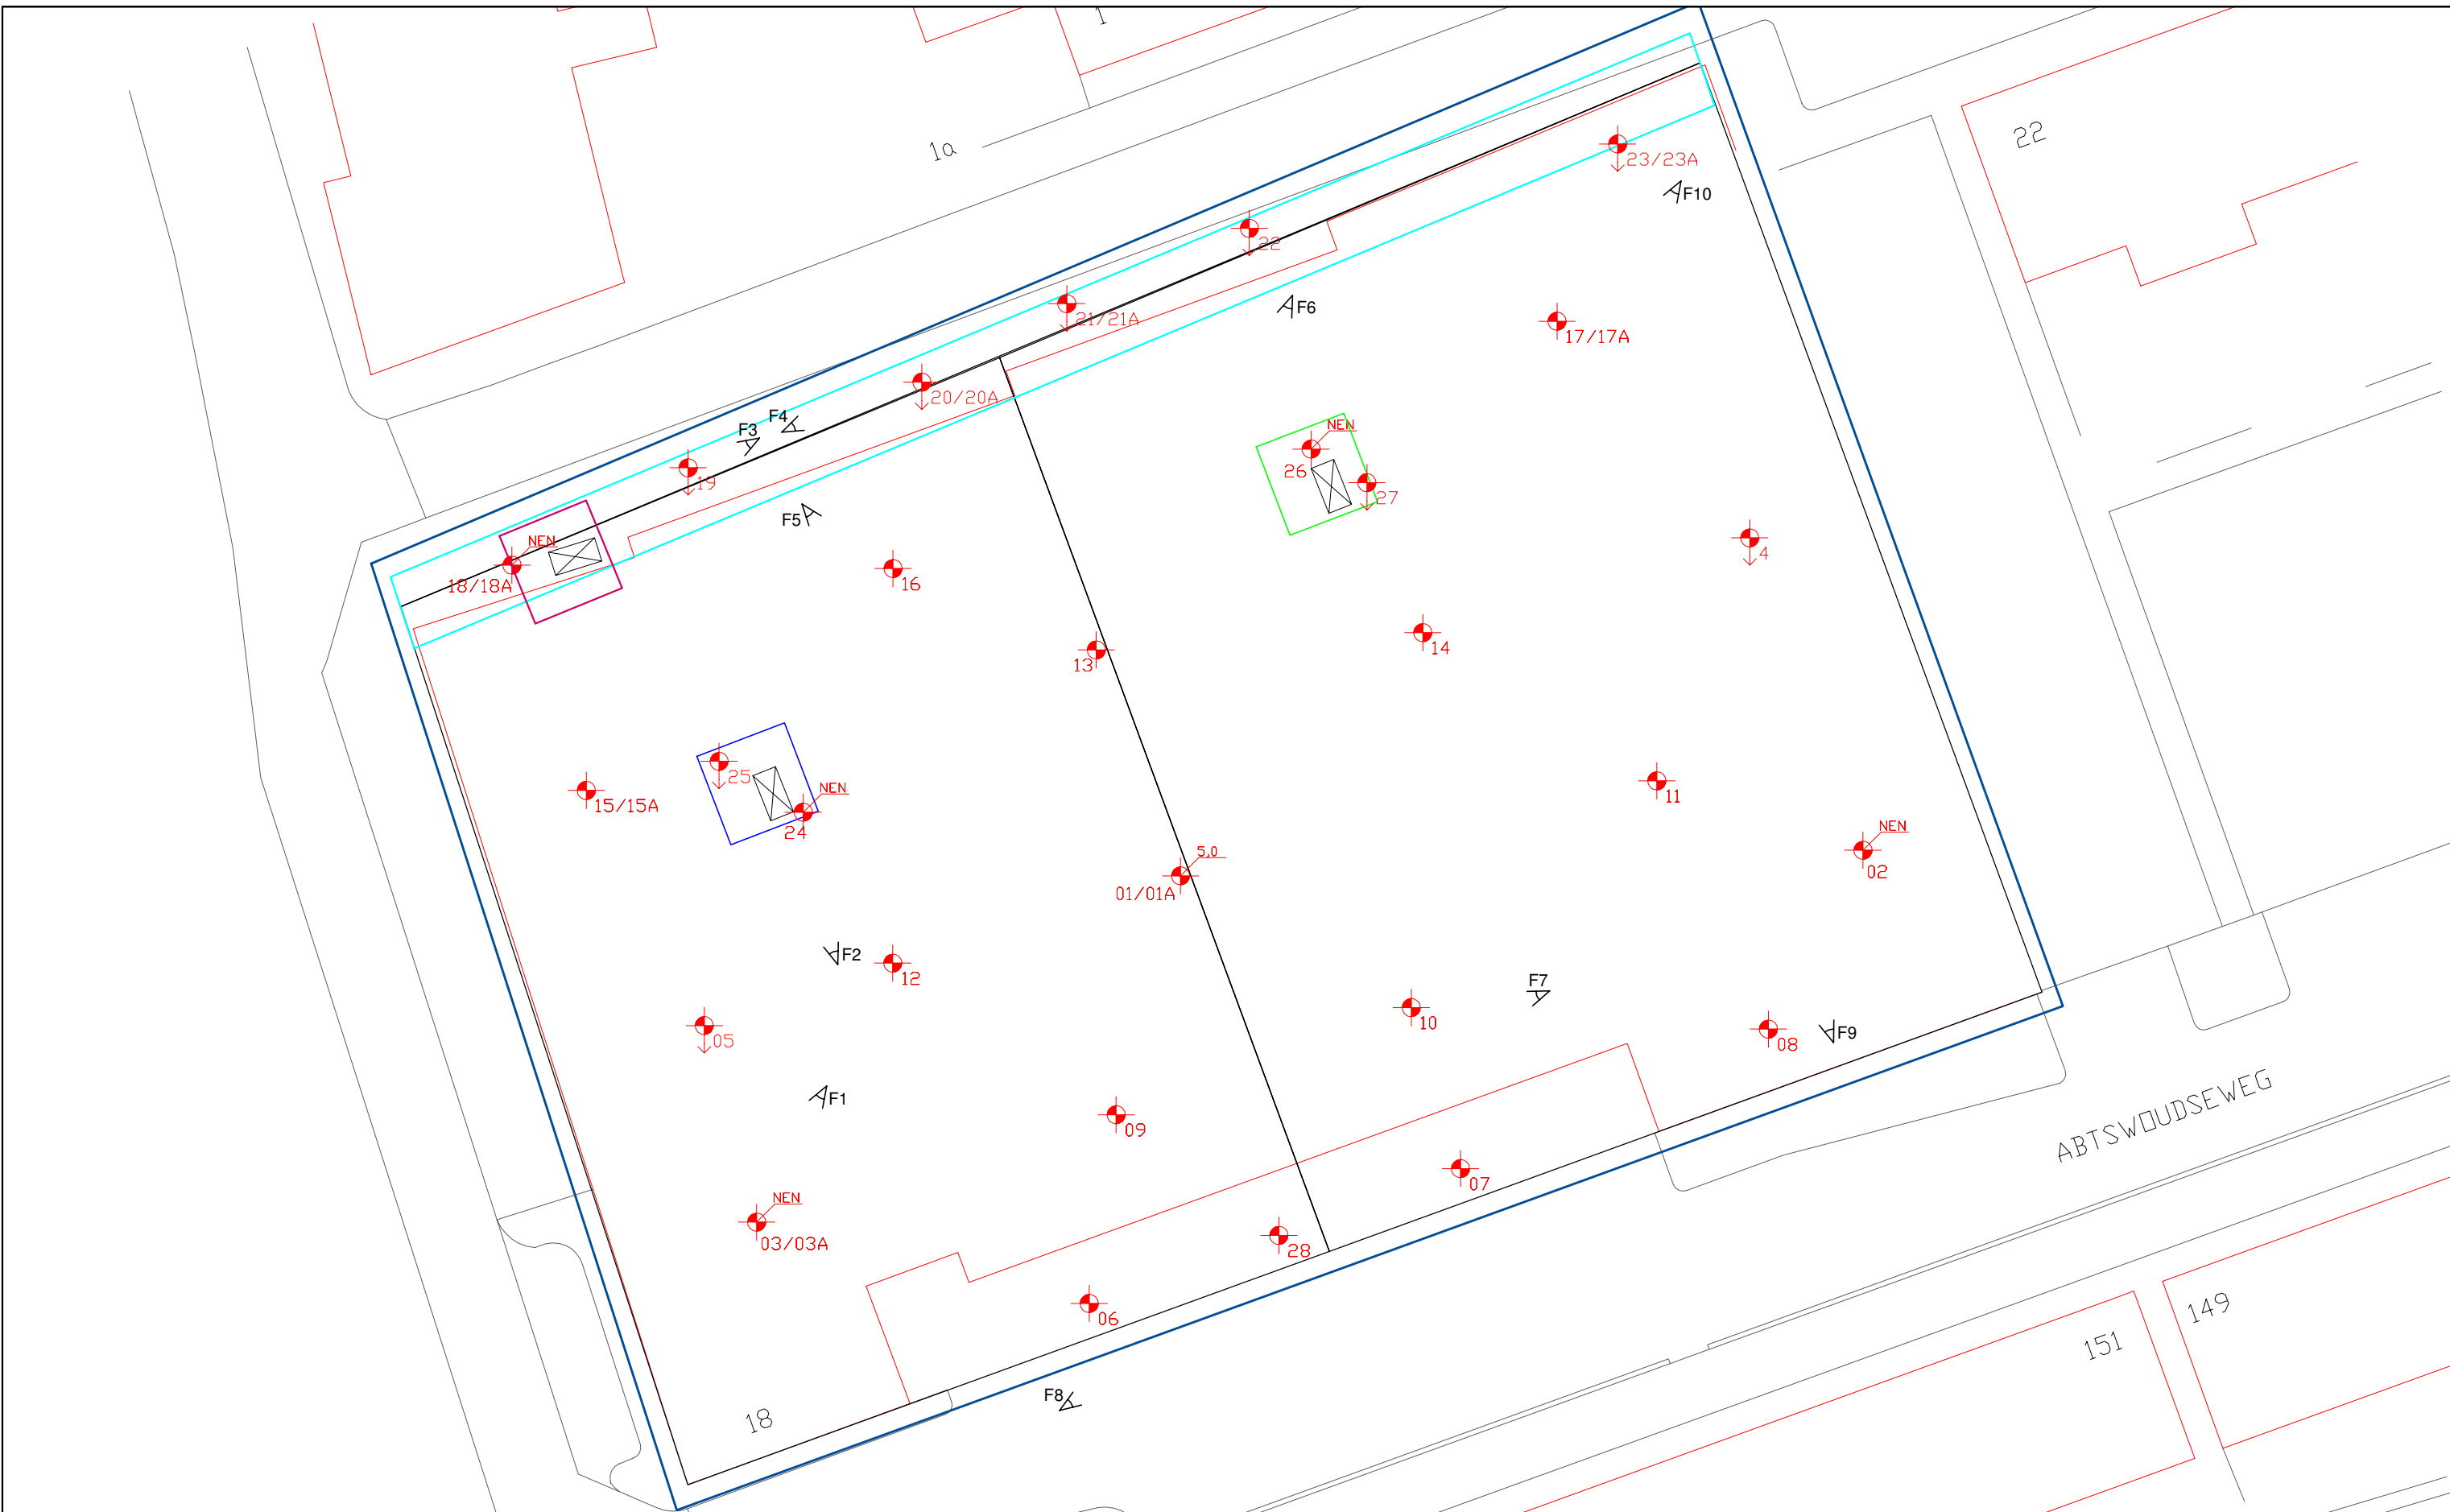 1
1a
22
23/23A
F10
22
21/21A
F6
17/17A
20/20A
F4
F3
NEN
26
27
19
F5
4
NEN
18/18A
16
14
13
25
15/15A
NEN
24
11
NEN
02
5,0
01/01A
F2
12
F7
10
05
08
F9
F1
09
ABTSWOUDSEWEG
07
NEN
03/03A
28
06
149
151
F8
18